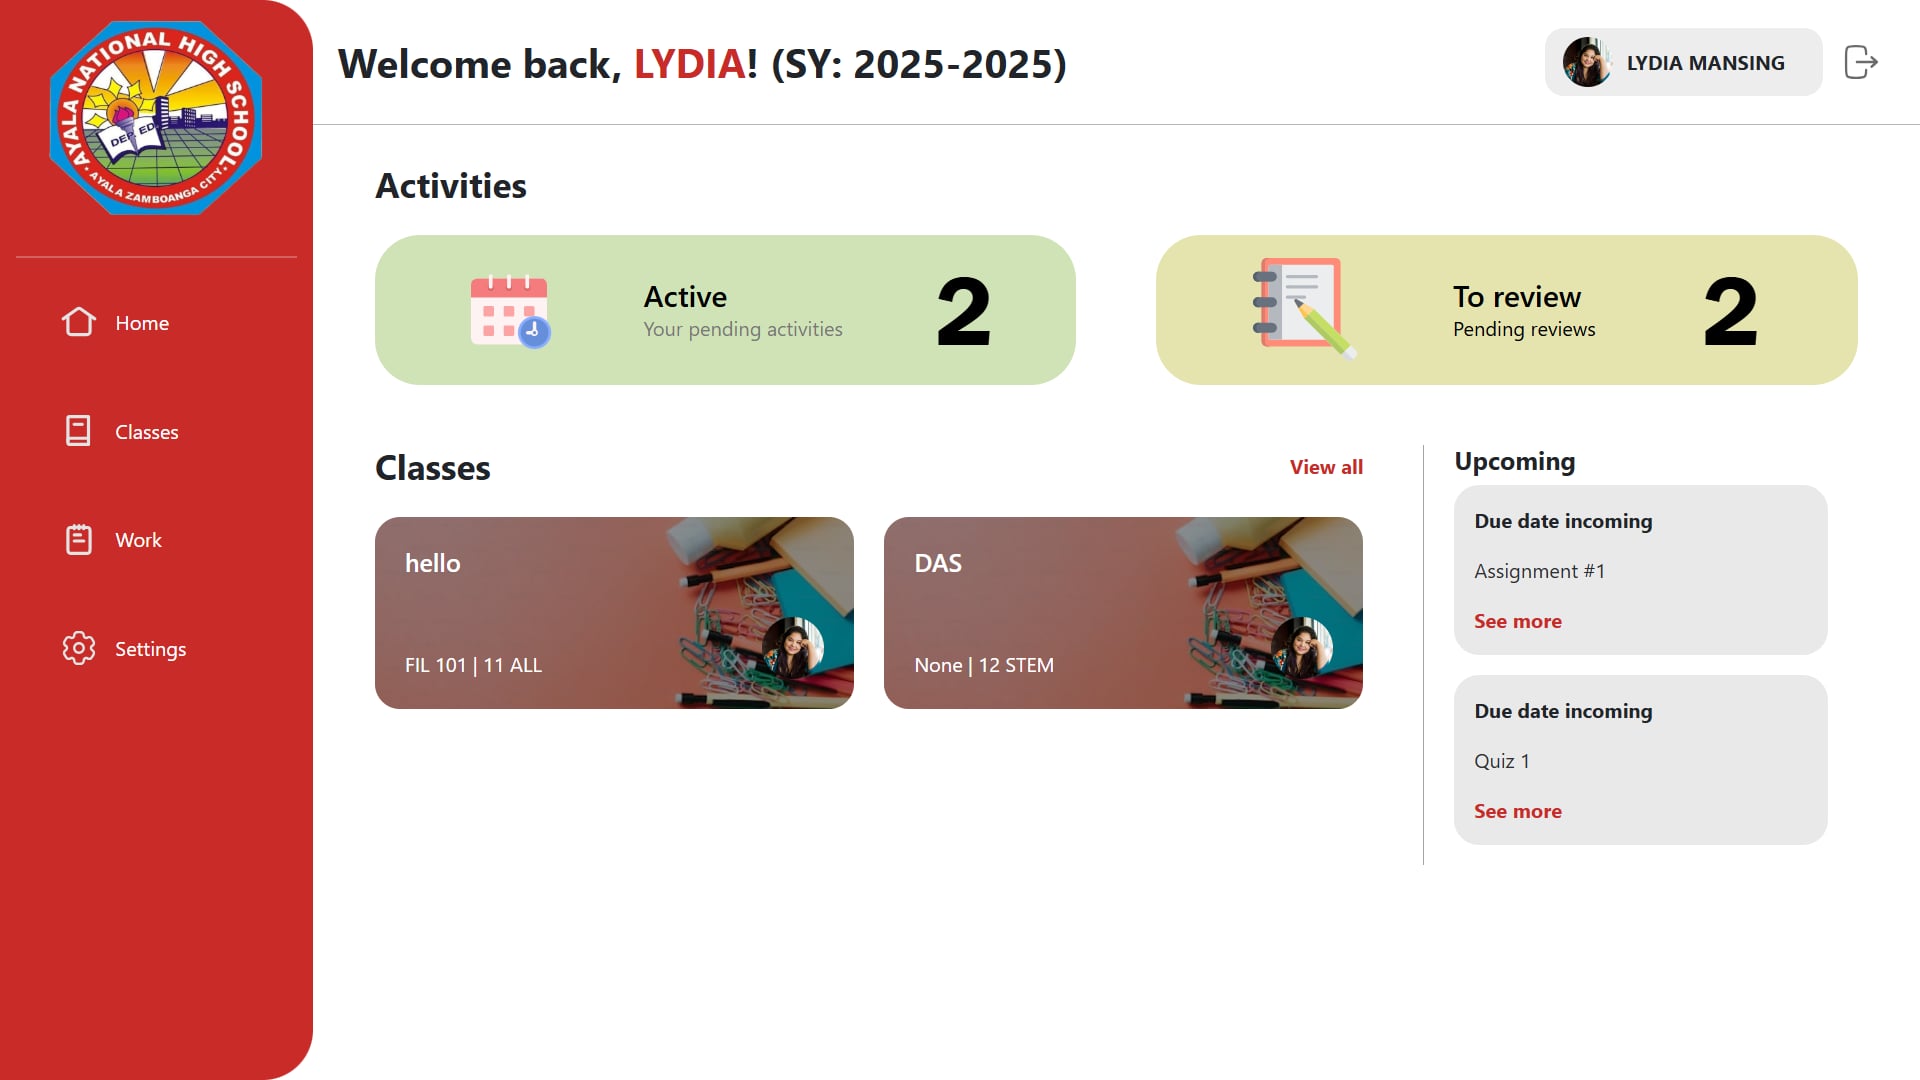 AYALA NATIONAL HIGH SCHOOL
AYALA ZAMBOANGA CITY
DEP. ED
Home
Classes
Work
Settings
Welcome back, LYDIA! (SY: 2025-2025)
LYDIA MANSING
Activities
Active
Your pending activities
2
To review
Pending reviews
2
Classes
View all
hello
FIL 101 | 11 ALL
DAS
None | 12 STEM
Upcoming
Due date incoming
Assignment #1
See more
Due date incoming
Quiz 1
See more